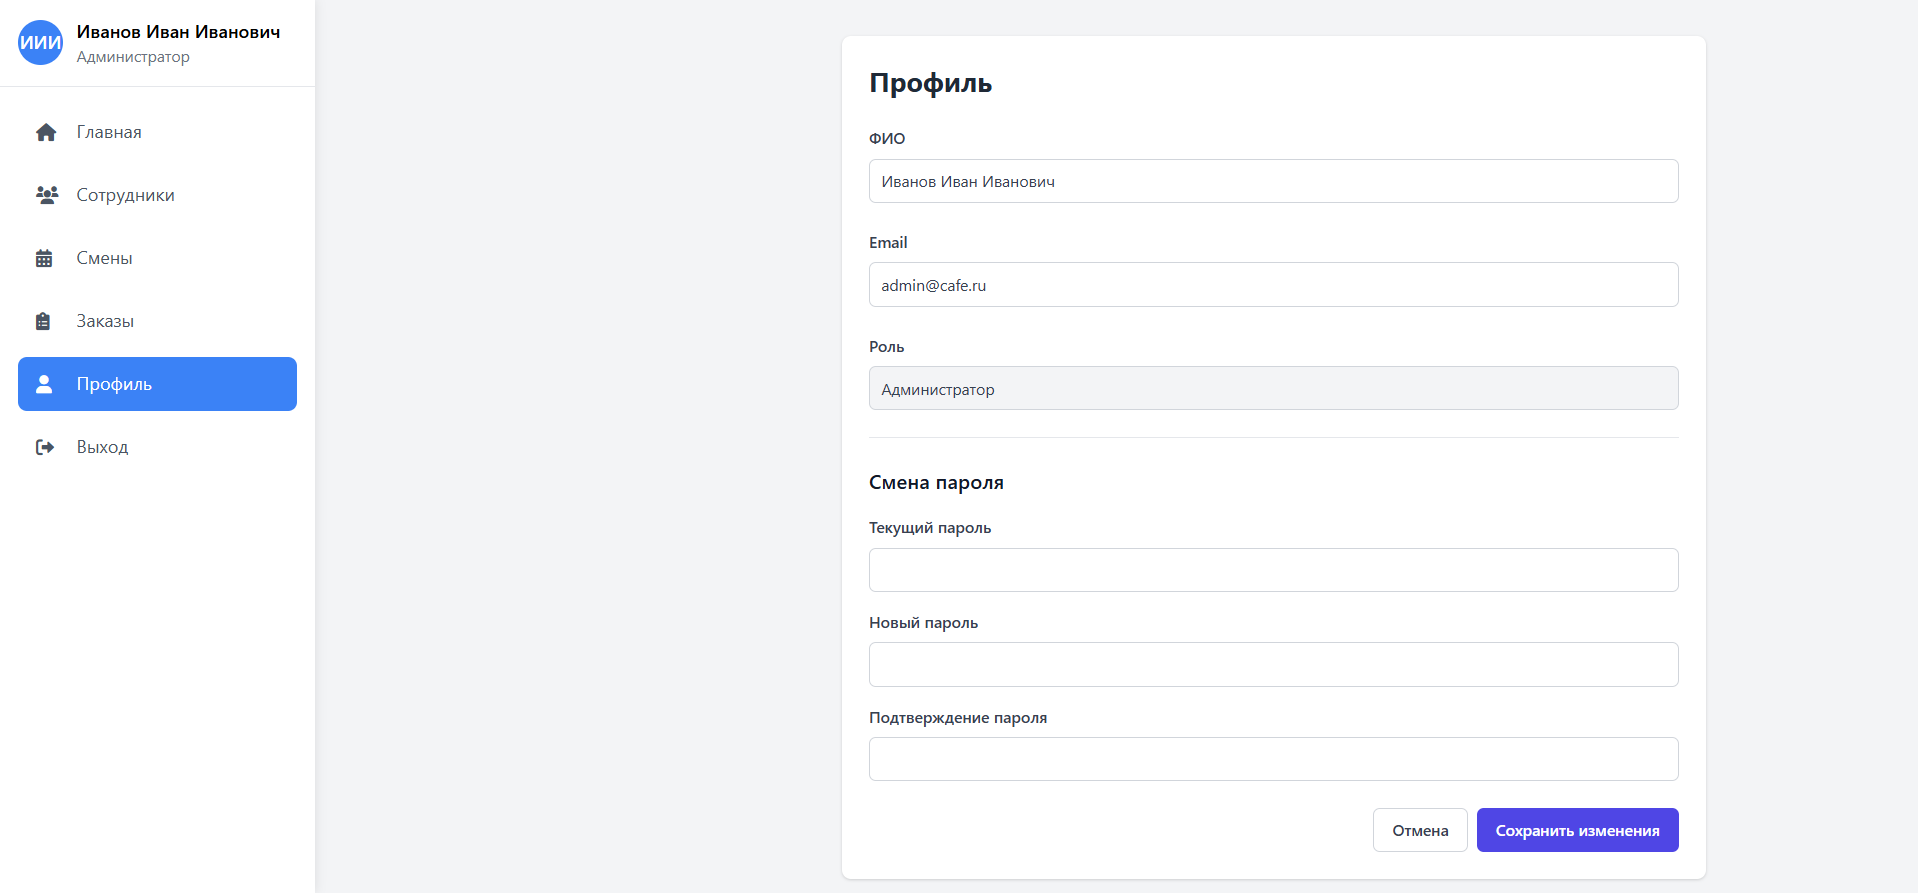 ИИИ
Иванов Иван Иванович
Администратор
Главная
Сотрудники
Смены
Заказы
Профиль
Выход
Профиль
ФИО
Иванов Иван Иванович
Email
admin@cafe.ru
Роль
Администратор
Смена пароля
Текущий пароль
Новый пароль
Подтверждение пароля
Отмена
Сохранить изменения